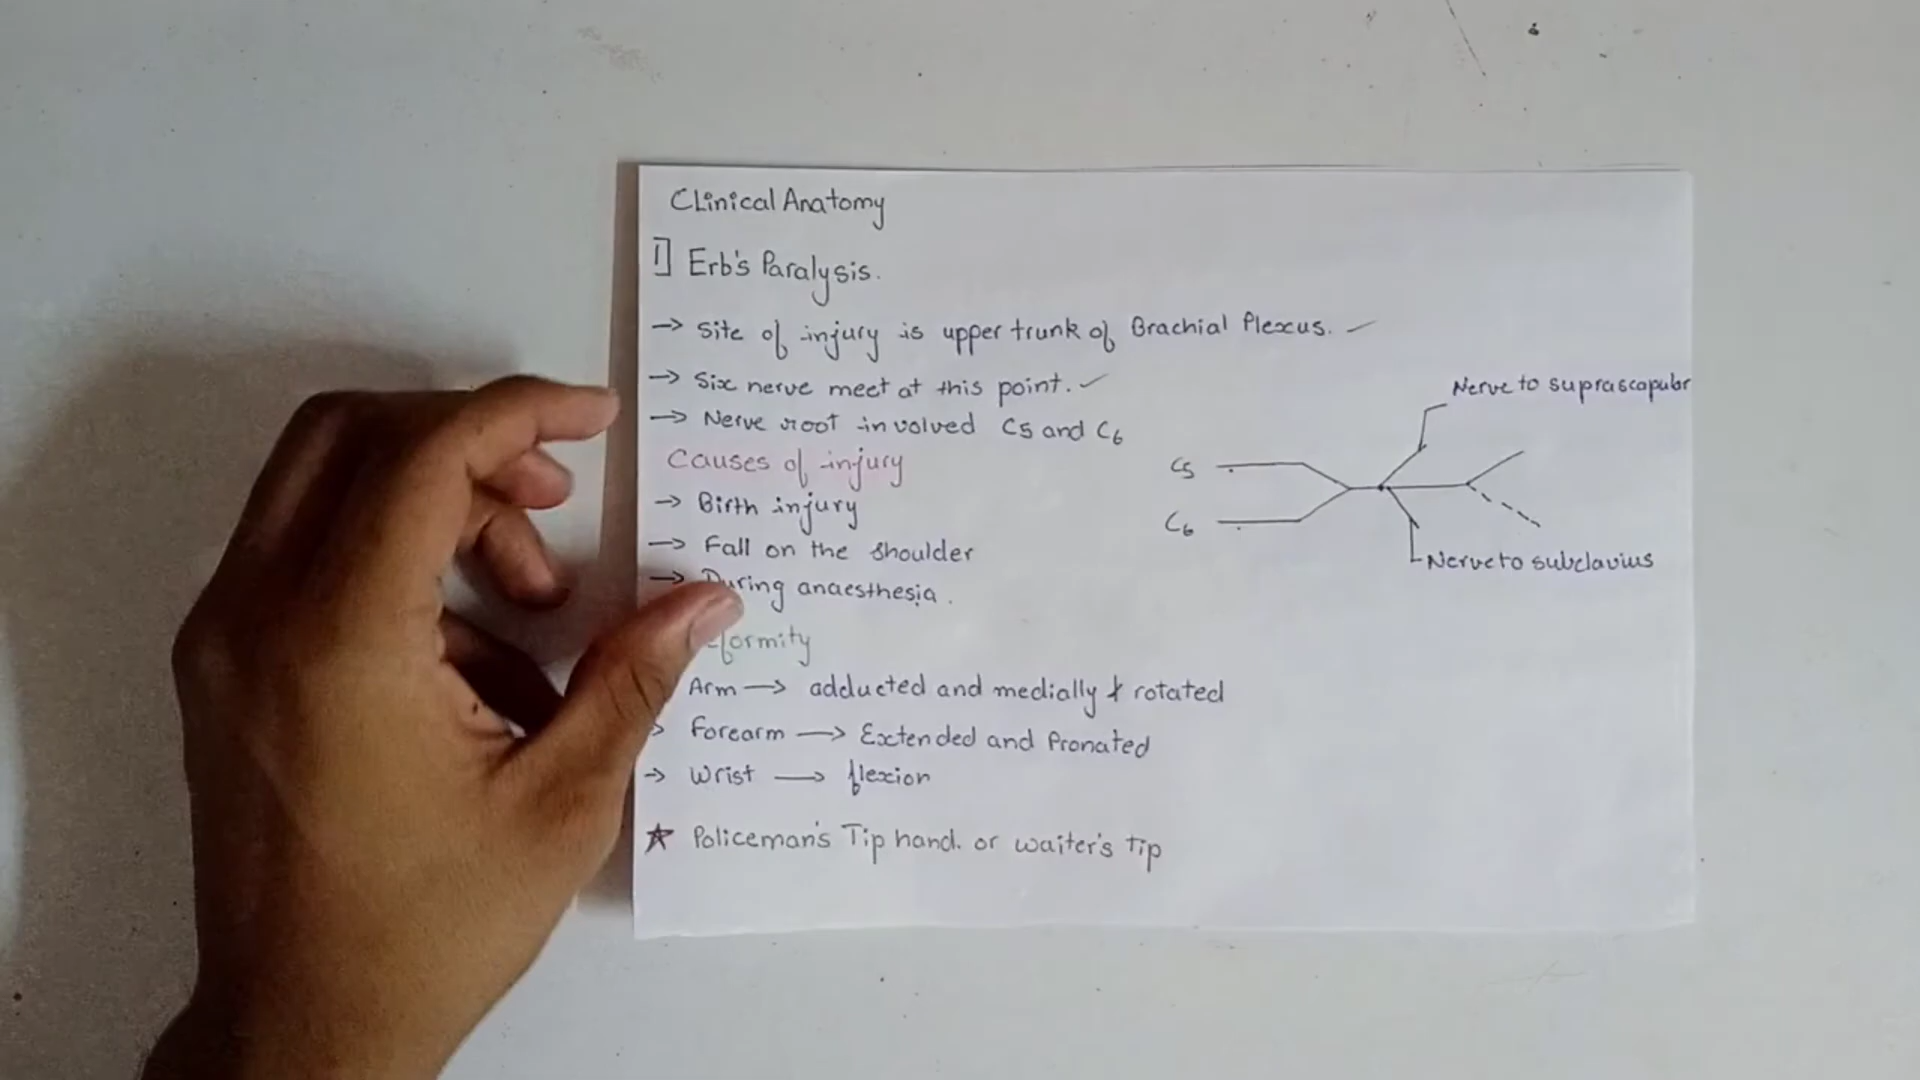 Clinical Anatomy
1] Erb's Paralysis.
→ Site of injury is upper trunk of Brachial Plexus.
→ Six nerve meet at this point.
→ Nerve root involved C5 and C6
Causes of injury
→ Birth injury
→ Fall on the shoulder
→ During anaesthesia.
formity
Arm → adducted and medially rotated
→ Forearm → Extended and Pronated
→ Wrist → flexion
★ Policeman's Tip hand. or waiter's tip
Nerve to suprascapular
C5
C6
Nerve to subclavius